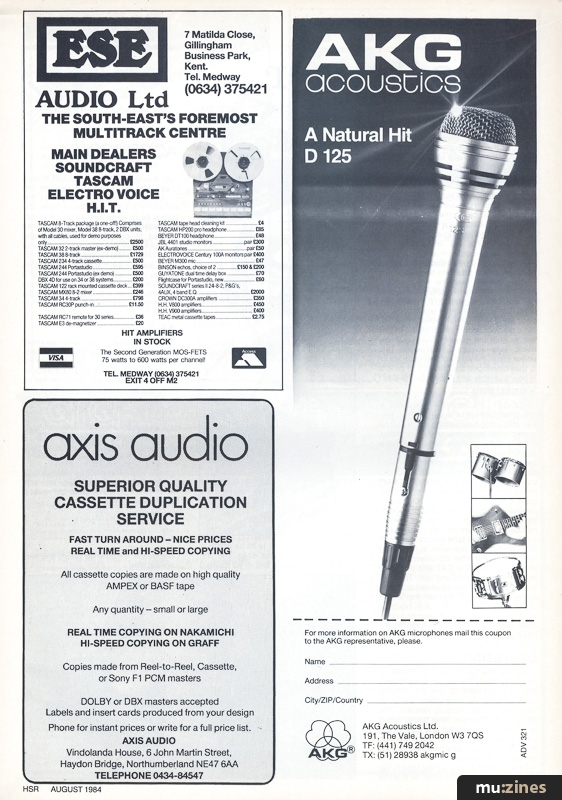 ESE
7 Matilda Close,
Gillingham
Business Park,
Kent.
Tel. Medway
(0634) 375421
AUDIO Ltd
THE SOUTH-EAST'S FOREMOST
MULTITRACK CENTRE
MAIN DEALERS
SOUNDCRAFT
TASCAM
ELECTRO VOICE
H.I.T.
TASCAM 8-Track package (a one-off) Comprises
of Model 30 mixer, Model 38 8-track, 2 DBX units,
with all cables, used for demo purposes
only £2500
TASCAM 32 2-track master (ex-demo) £500
TASCAM 38 8-track £1729
TASCAM 234 4-track cassette £500
TASCAM 244 Portastudio £595
TASCAM 244 Portastudio (ex demo) £500
DBX 4D for use on 34 or 38 systems £200
TASCAM 122 rack mounted cassette deck £399
TASCAM MX80 8-2 mixer £246
TASCAM 34 4-track £796
TASCAM RC30P punch-in £11.50
TASCAM RC71 remote for 30 series £36
TASCAM E3 de-magnetizer £20
TASCAM tape head cleaning kit £4
TASCAM HP200 pro headphone £85
BEYER DT100 headphone £48
JBL 4401 studio monitors pair £300
AK Auratones pair £50
ELECTROVOICE Century 100A monitors pair £400
BEYER M300 mic £47
BINSON echos, choice of 2 £150 & £200
GUYATONE dual time delay box £70
Flightcase for Portastudio, new £60
SOUNDCRAFT series II 24-8-2, P&G's,
4AUX, 4 band E.Q. £2000
CROWN DC300A amplifiers £350
H.H. V800 amplifiers £450
H.H. V900 amplifiers £400
TEAC metal cassette tapes £2.75
HIT AMPLIFIERS
IN STOCK
VISA
The Second Generation MOS-FETS
75 watts to 600 watts per channel!
Access
TEL. MEDWAY (0634) 375421
EXIT 4 OFF M2
axis audio
SUPERIOR QUALITY
CASSETTE DUPLICATION
SERVICE
FAST TURN AROUND – NICE PRICES
REAL TIME and HI-SPEED COPYING
All cassette copies are made on high quality
AMPEX or BASF tape
Any quantity – small or large
REAL TIME COPYING ON NAKAMICHI
HI-SPEED COPYING ON GRAFF
Copies made from Reel-to-Reel, Cassette,
or Sony F1 PCM masters
DOLBY or DBX masters accepted
Labels and insert cards produced from your design
Phone for instant prices or write for a full price list.
AXIS AUDIO
Vindolanda House, 6 John Martin Street,
Haydon Bridge, Northumberland NE47 6AA
TELEPHONE 0434-84547
AKG
acoustics
A Natural Hit
D 125
For more information on AKG microphones mail this coupon
to the AKG representative, please.
Name
Address
City/ZIP/Country
AKG®
AKG Acoustics Ltd.
191, The Vale, London W3 7QS
TF: (441) 749 2042
TX: (51) 28938 akgmic g
ADV 321
HSR AUGUST 1984
mu:zines